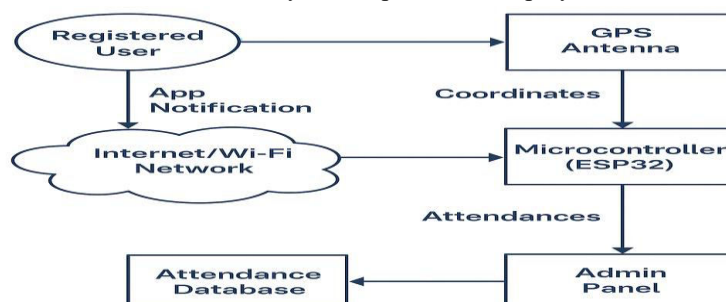 Registered
User
GPS
Antenna
App
Notification
Coordinates
Internet/Wi-Fi
Network
Microcontroller
(ESP32)
Attendances
Attendance
Database
Admin
Panel